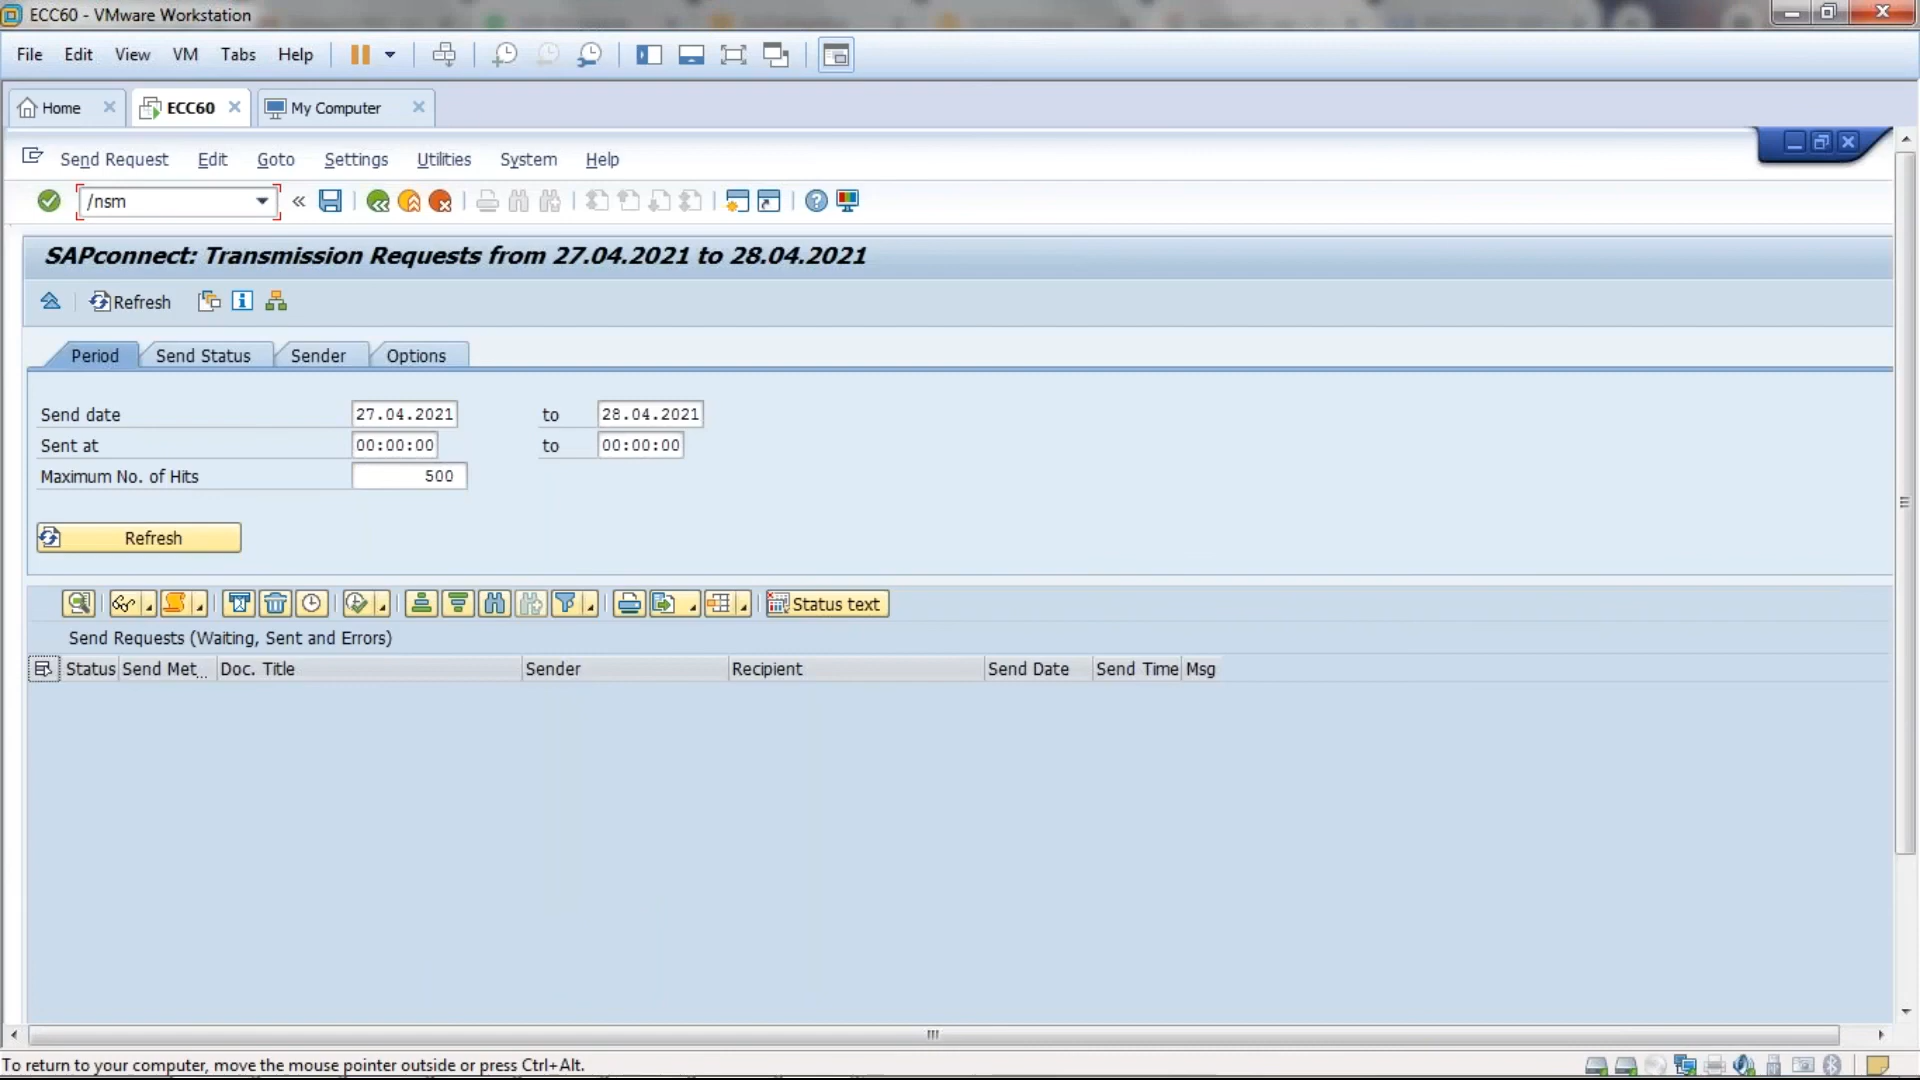 ECC60 - VMware Workstation
File Edit View VM Tabs Help
Home ECC60 My Computer
Send Request Edit Goto Settings Utilities System Help
/nsm
SAPconnect: Transmission Requests from 27.04.2021 to 28.04.2021
Refresh
Period Send Status Sender Options
Send date 27.04.2021 to 28.04.2021
Sent at 00:00:00 to 00:00:00
Maximum No. of Hits 500
Refresh
Status text
Send Requests (Waiting, Sent and Errors)
Status Send Met... Doc. Title Sender Recipient Send Date Send Time Msg
To return to your computer, move the mouse pointer outside or press Ctrl+Alt.